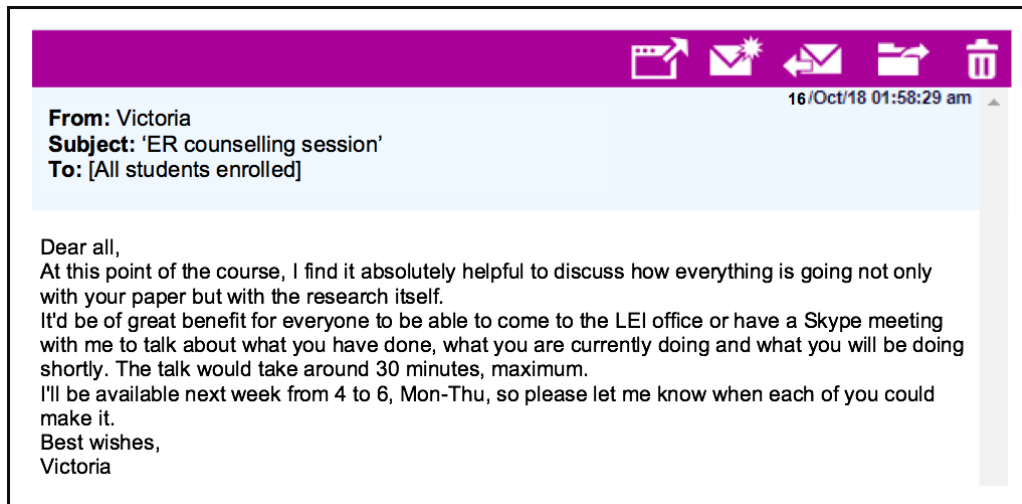 16/Oct/18 01:58:29 am
From: Victoria
Subject: ‘ER counselling session’
To: [All students enrolled]
Dear all,
At this point of the course, I find it absolutely helpful to discuss how everything is going not only
with your paper but with the research itself.
It'd be of great benefit for everyone to be able to come to the LEI office or have a Skype meeting
with me to talk about what you have done, what you are currently doing and what you will be doing
shortly. The talk would take around 30 minutes, maximum.
I'll be available next week from 4 to 6, Mon-Thu, so please let me know when each of you could
make it.
Best wishes,
Victoria